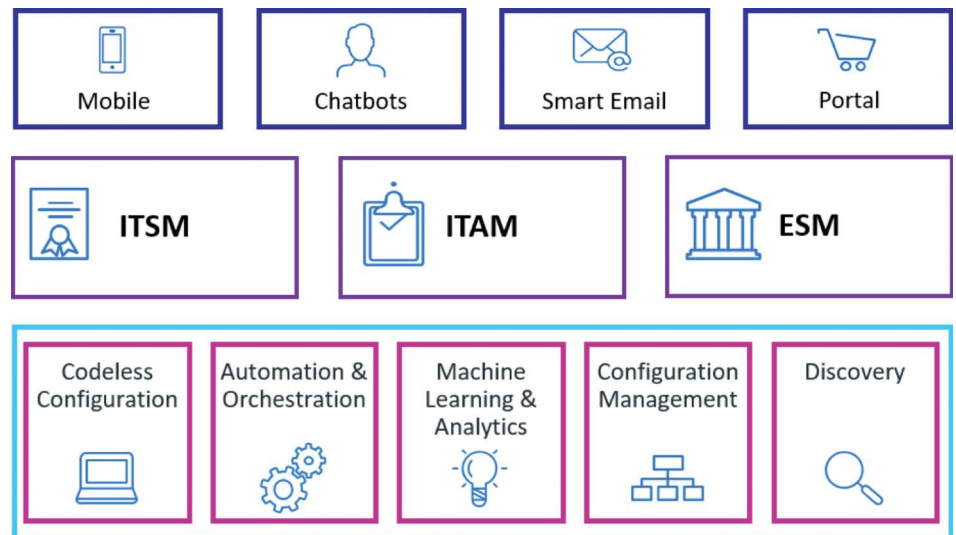 Mobile
Chatbots
Smart Email
Portal
ITSM
ITAM
ESM
Codeless
Configuration
Automation &
Orchestration
Machine
Learning &
Analytics
Configuration
Management
Discovery